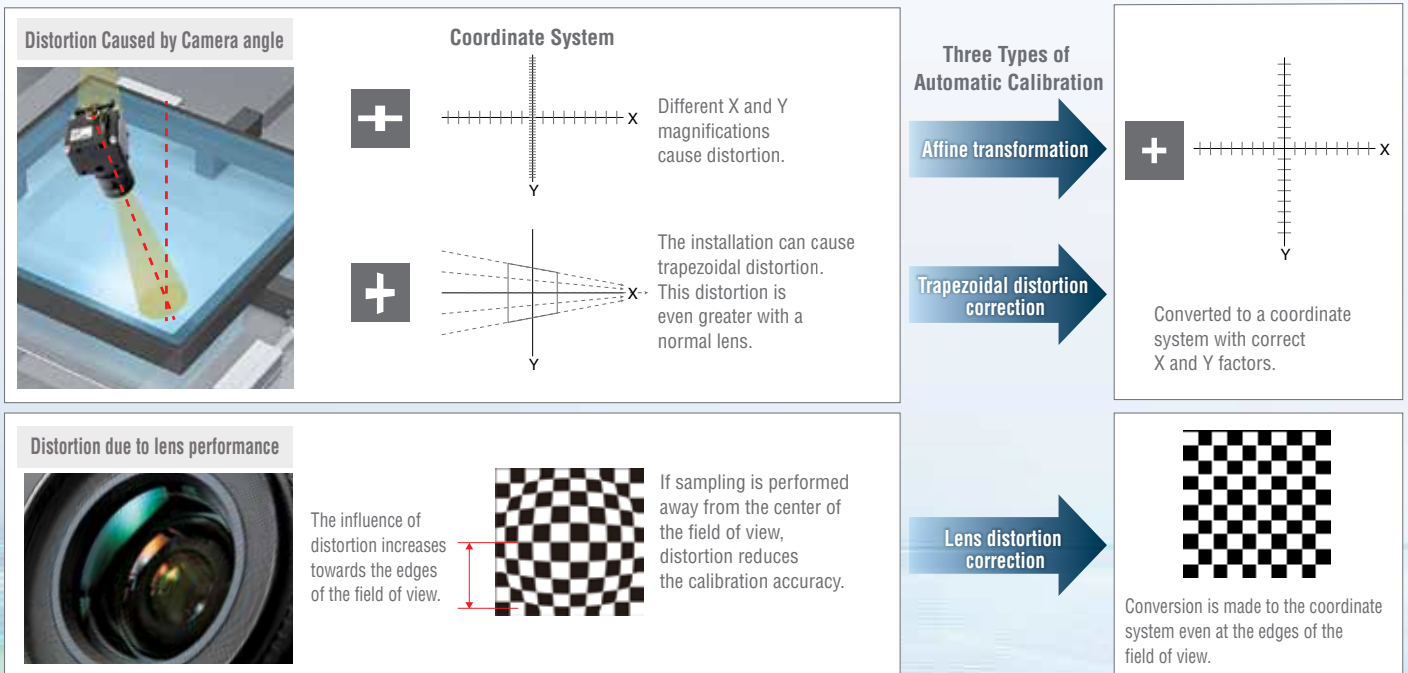 Distortion Caused by Camera angle
Coordinate System
X
Y
Different X and Y
magnifications
cause distortion.
X
Y
The installation can cause
trapezoidal distortion.
This distortion is
even greater with a
normal lens.
Three Types of
Automatic Calibration
Affine transformation
Trapezoidal distortion
correction
X
Y
Converted to a coordinate
system with correct
X and Y factors.
Distortion due to lens performance
The influence of
distortion increases
towards the edges
of the field of view.
If sampling is performed
away from the center of
the field of view,
distortion reduces
the calibration accuracy.
Lens distortion
correction
Conversion is made to the coordinate
system even at the edges of the
field of view.